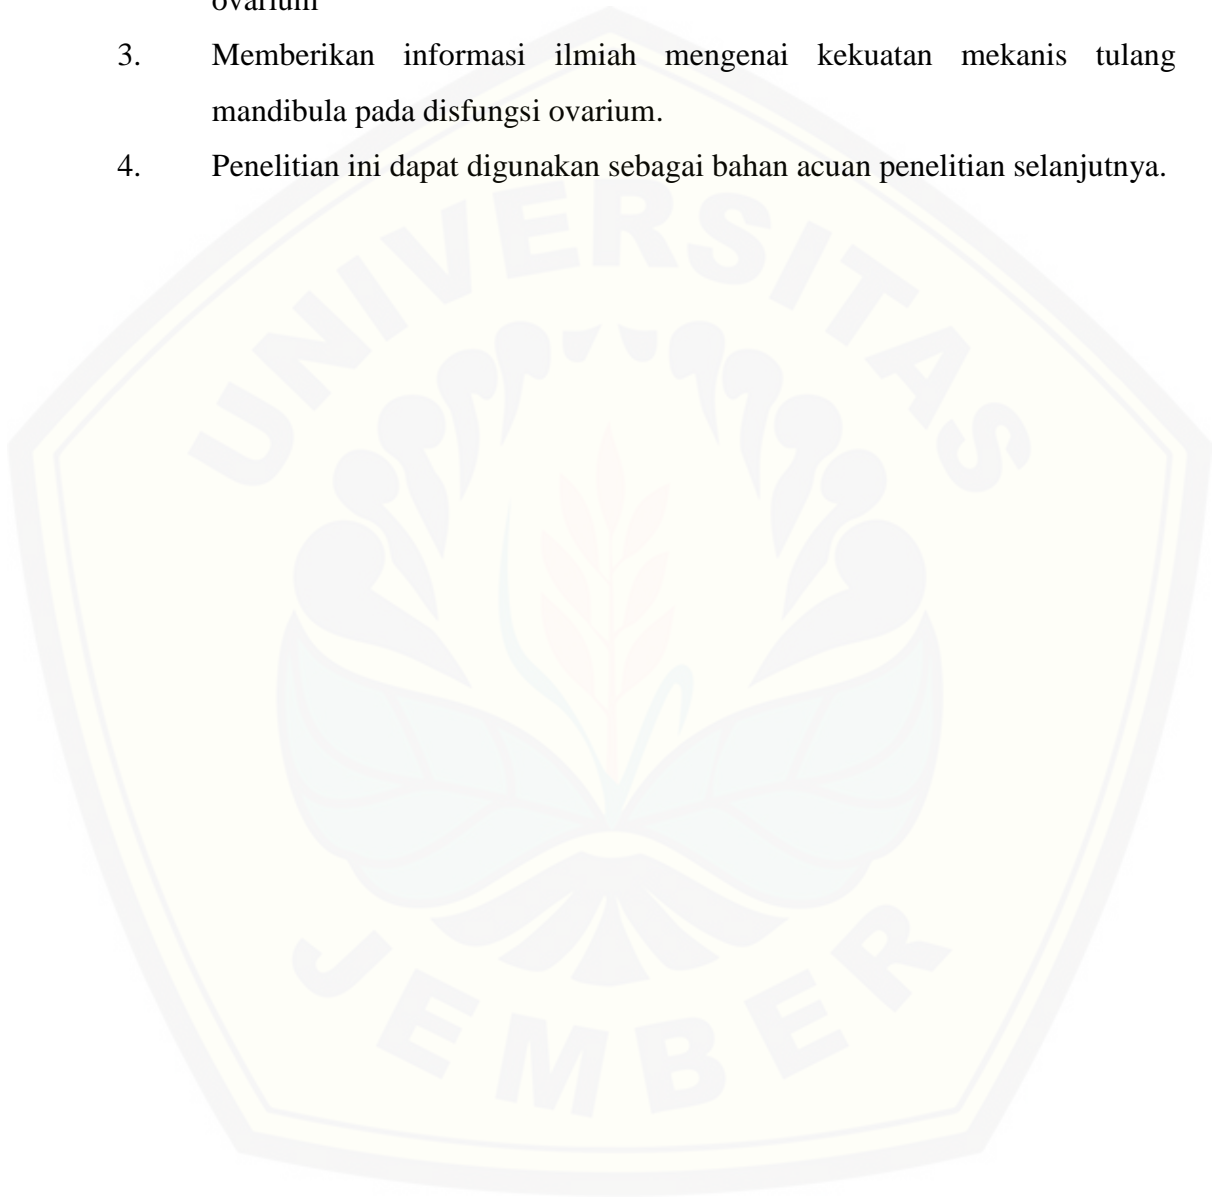 ovarium
3. Memberikan informasi ilmiah mengenai kekuatan mekanis tulang
mandibula pada disfungsi ovarium.
4. Penelitian ini dapat digunakan sebagai bahan acuan penelitian selanjutnya.
UNIVERSITAS
JEMBER